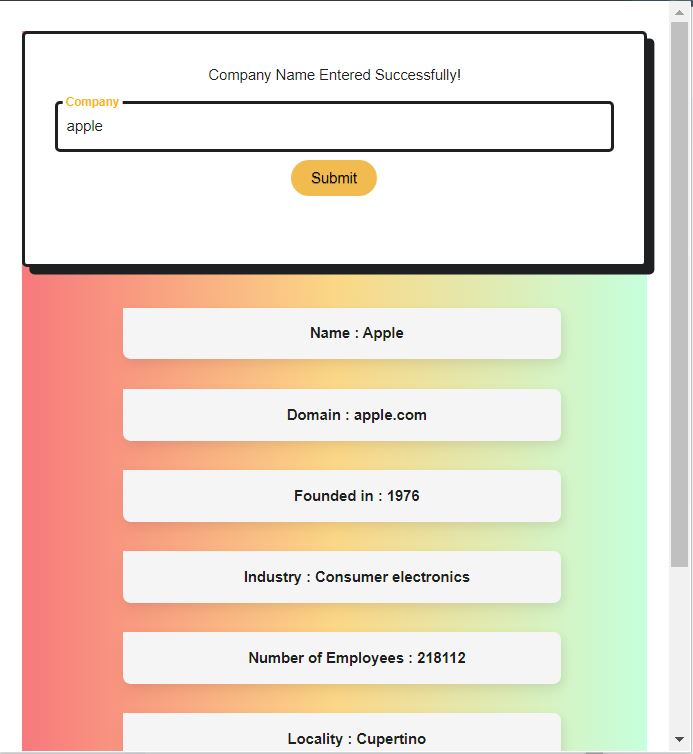 Company Name Entered Successfully!
Company
apple
Submit
Name : Apple
Domain : apple.com
Founded in : 1976
Industry : Consumer electronics
Number of Employees : 218112
Locality : Cupertino